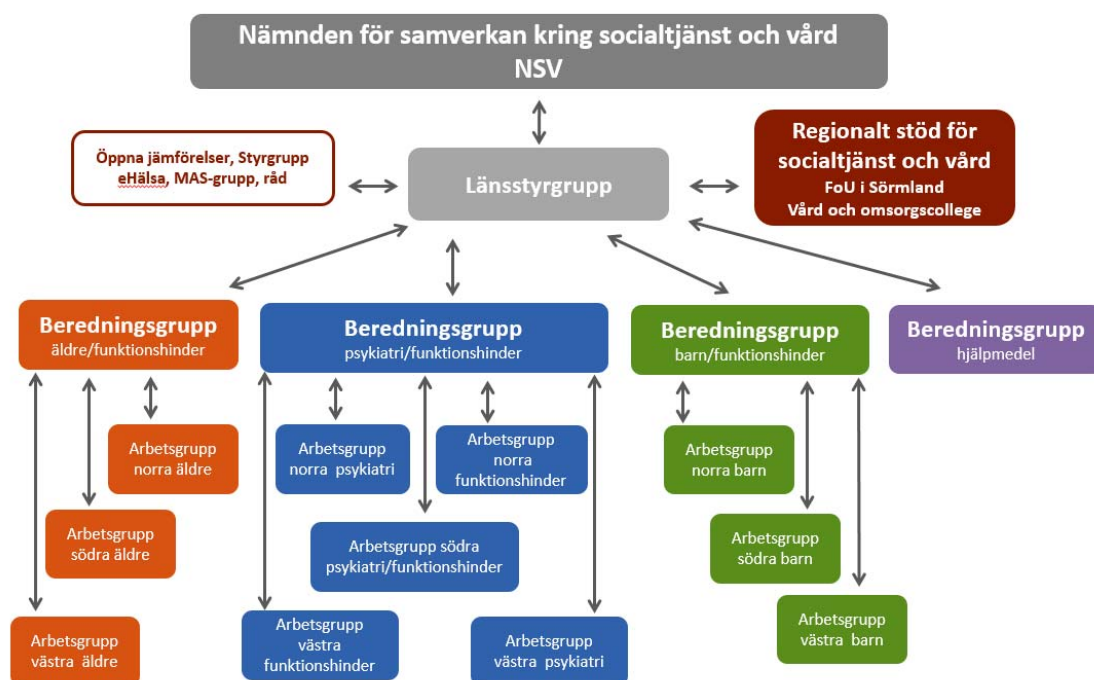 Nämnden för samverkan kring socialtjänst och vård
NSV
Öppna jämförelser, Styrgrupp
eHälsa, MAS-grupp, råd
Länsstyrgrupp
Regionalt stöd för
socialtjänst och vård
FoU i Sörmland
Vård och omsorgscollege
Beredningsgrupp
äldre/funktionshinder
Beredningsgrupp
psykiatri/funktionshinder
Beredningsgrupp
barn/funktionshinder
Beredningsgrupp
hjälpmedel
Arbetsgrupp
norra äldre
Arbetsgrupp
norra psykiatri
Arbetsgrupp
norra
funktionshinder
Arbetsgrupp
norra barn
Arbetsgrupp
södra äldre
Arbetsgrupp södra
psykiatri/funktionshinder
Arbetsgrupp
södra barn
Arbetsgrupp
västra äldre
Arbetsgrupp
västra
funktionshinder
Arbetsgrupp
västra psykiatri
Arbetsgrupp
västra barn